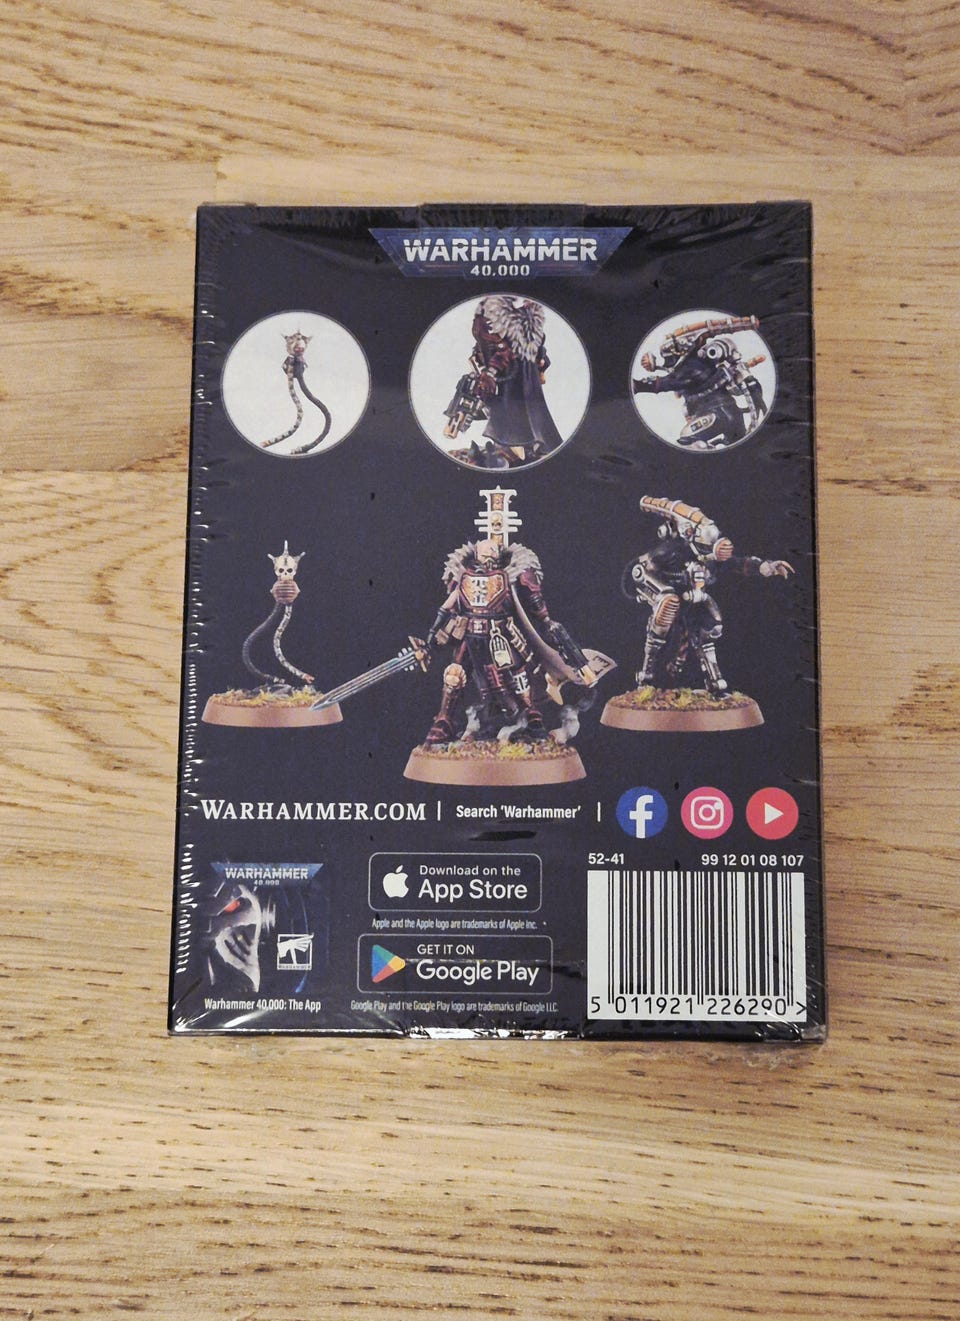 WARHAMMER
40,000
WARHAMMER.COM | Search 'Warhammer' |
52-41 99 12 01 08 107
WARHAMMER
40,000
Download on the
App Store
Apple and the Apple logo are trademarks of Apple Inc.
GET IT ON
Google Play
Warhammer 40,000: The App
Google Play and the Google Play logo are trademarks of Google LLC.
5 011921 226290 >